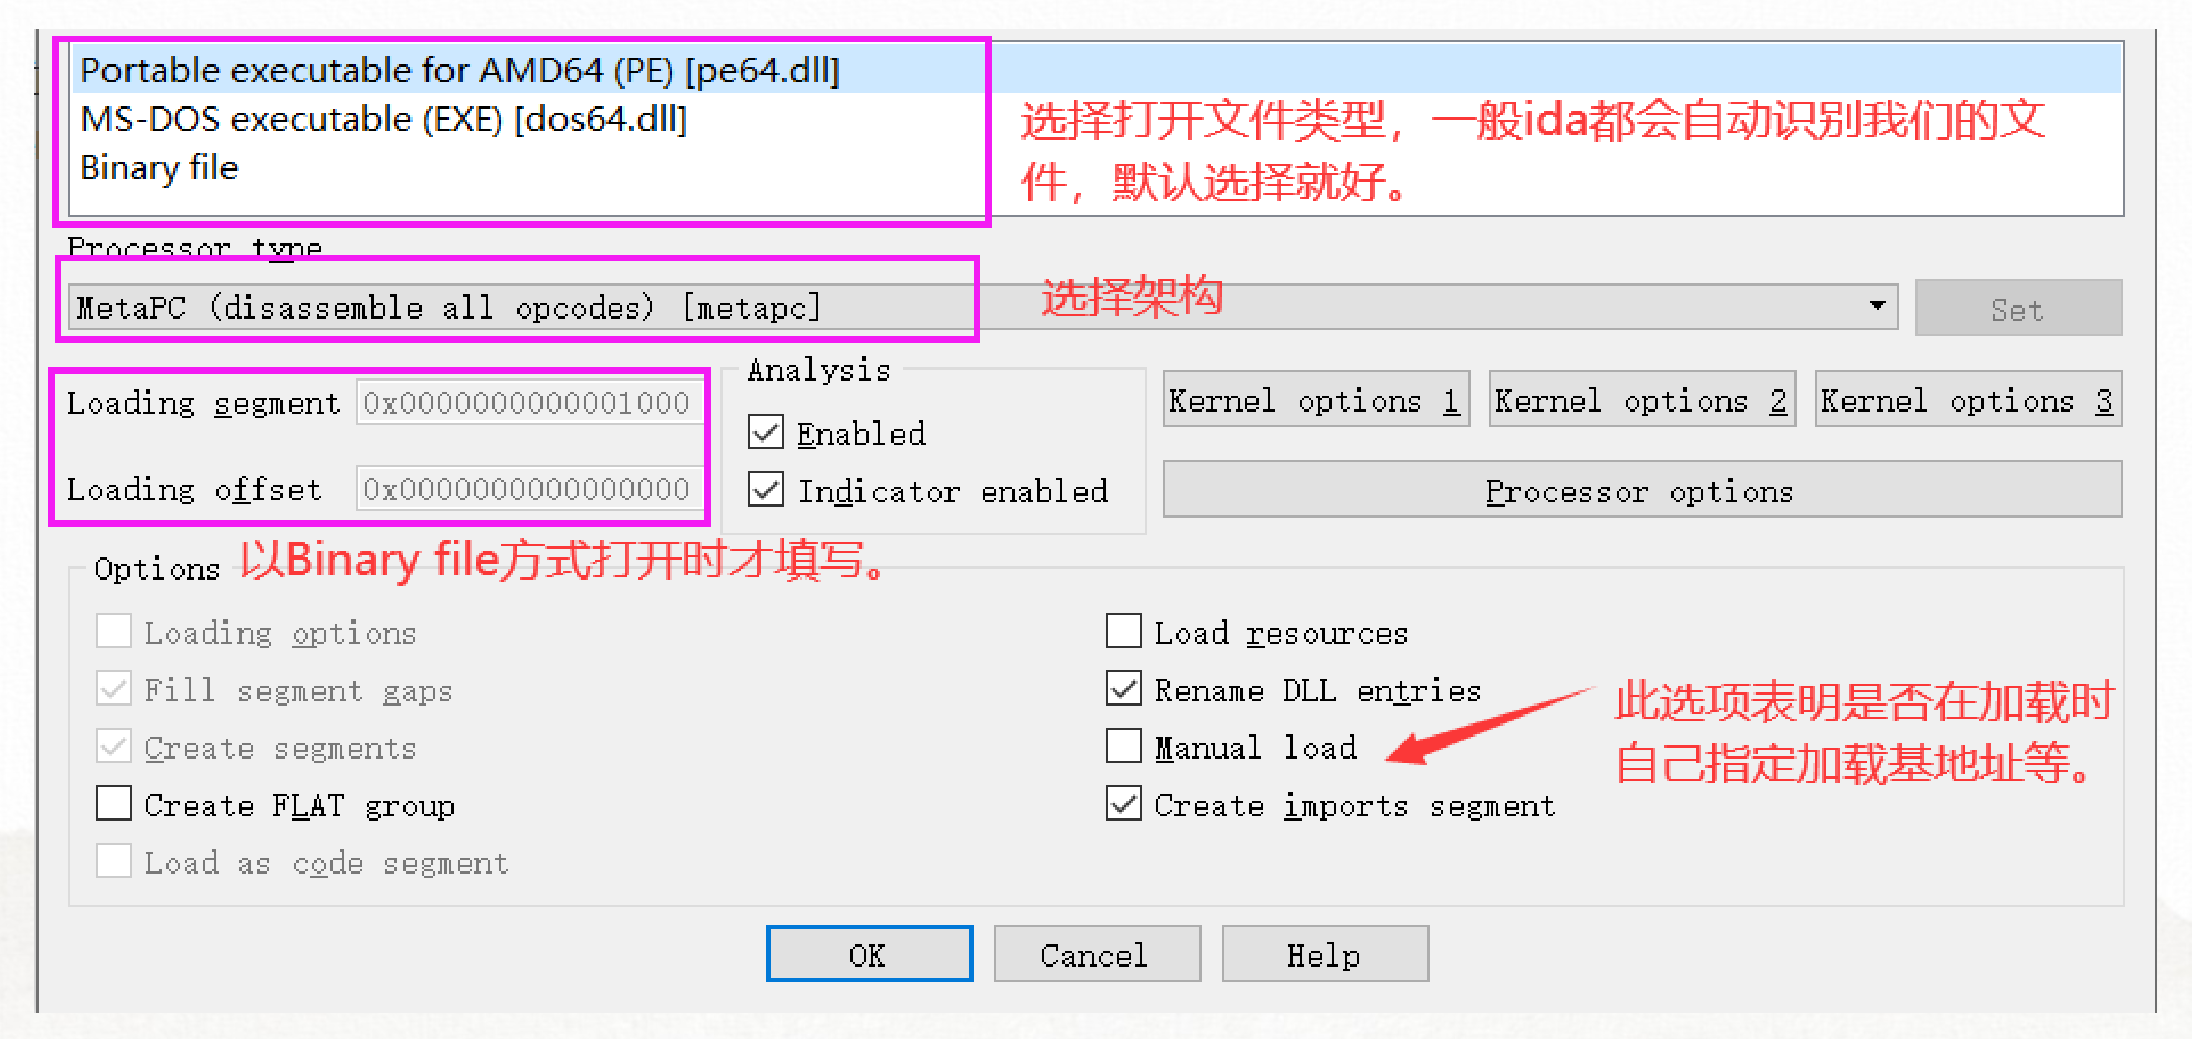 Portable executable for AMD64 (PE) [pe64.dll]
MS-DOS executable (EXE) [dos64.dll]
Binary file
选择打开文件类型，一般ida都会自动识别我们的文
件，默认选择就好。
Processor type
MetaPC (disassemble all opcodes) [metapc]
选择架构
Set
Loading segment 0x0000000000001000
Loading offset 0x0000000000000000
Analysis
Enabled
Indicator enabled
Kernel options 1
Kernel options 2
Kernel options 3
Processor options
以Binary file方式打开时才填写。
Options
Loading options
Fill segment gaps
Create segments
Create FLAT group
Load as code segment
Load resources
Rename DLL entries
Manual load
Create imports segment
此选项表明是否在加载时
自己指定加载基地址等。
OK
Cancel
Help